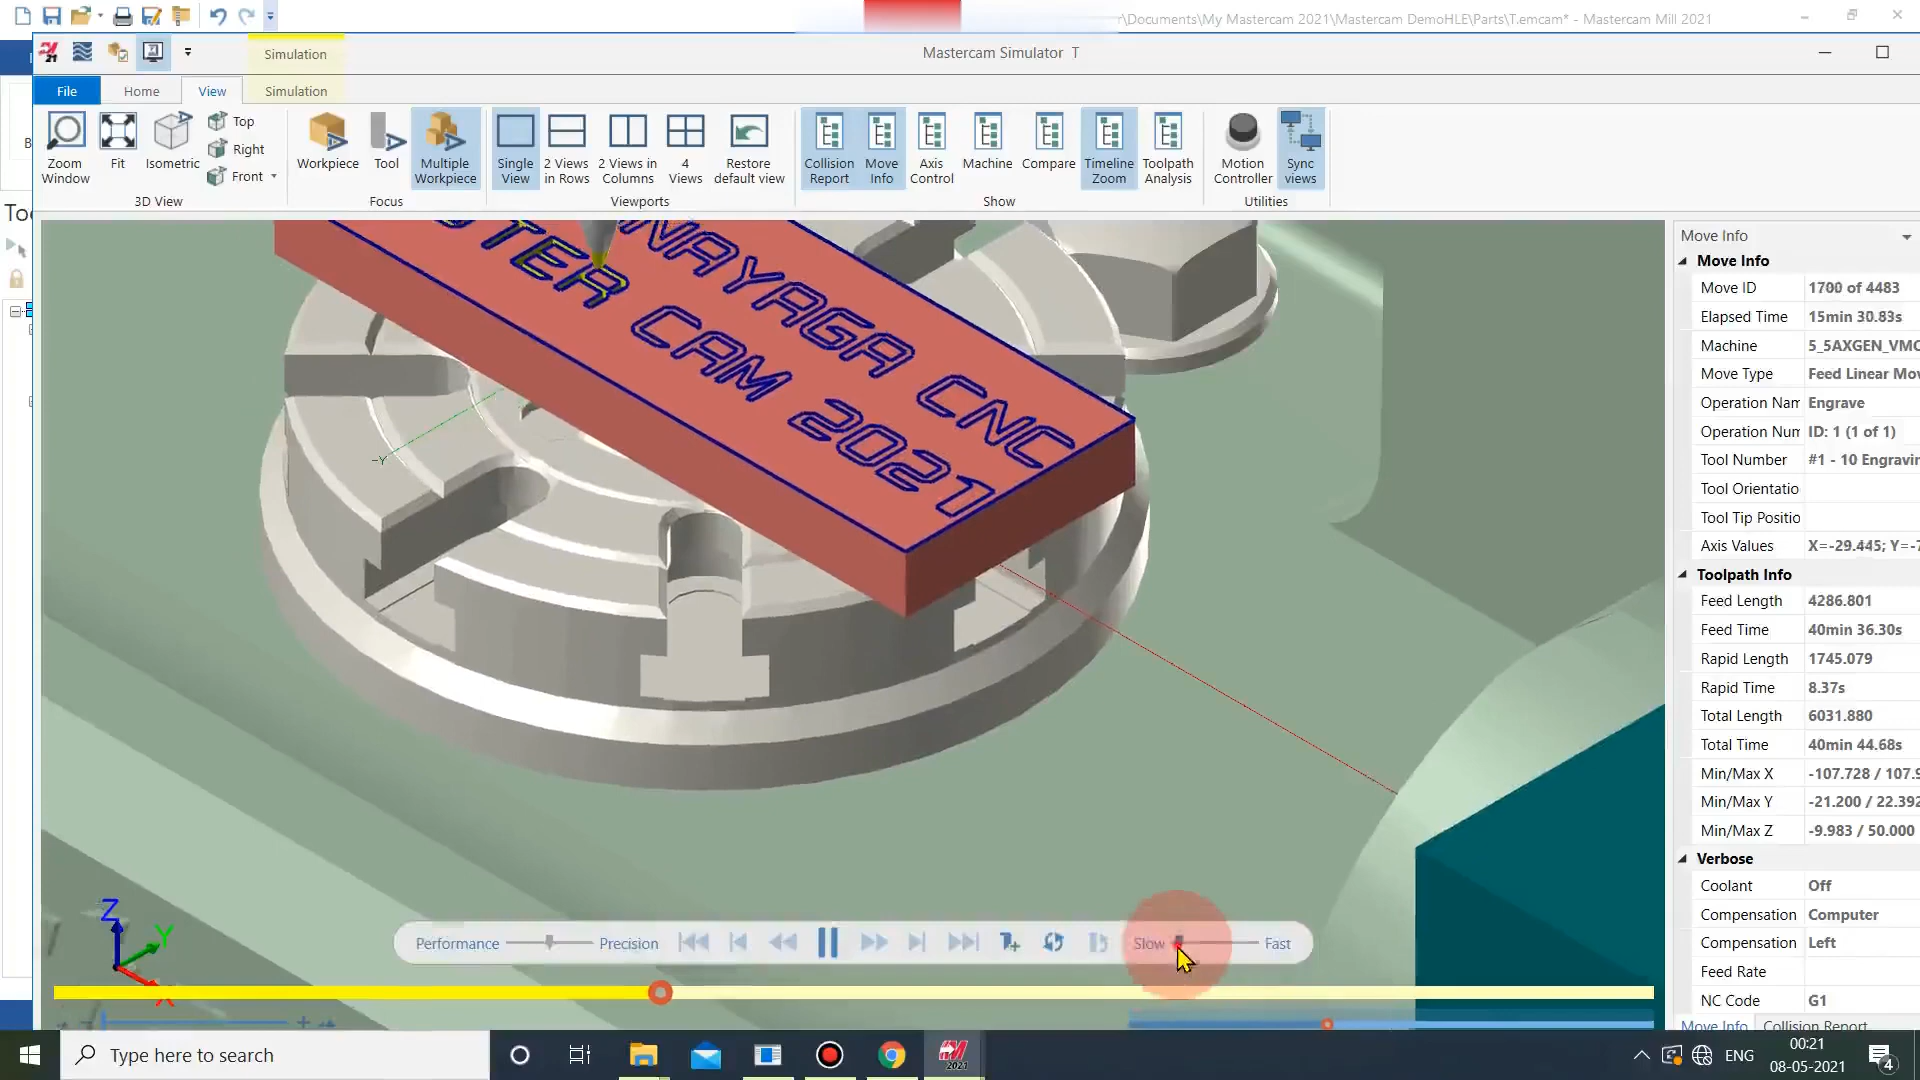 r\Documents\My Mastercam 2021\Mastercam DemoHLE\Parts\T.emcam* - Mastercam Mill 2021
21
Simulation
Mastercam Simulator T
File
Home
View
Simulation
Zoom
Window
Fit
Isometric
Top
Right
Front
3D View
Workpiece
Tool
Multiple
Workpiece
Focus
Single
View
2 Views
in Rows
2 Views in
Columns
4
Views
Restore
default view
Viewports
Collision
Report
Move
Info
Axis
Control
Machine
Compare
Timeline
Zoom
Toolpath
Analysis
Show
Motion
Controller
Sync
views
Utilities
NAYAGA CNC
STER CAM 2021
-Y
Z
Y
X
Move Info
Move Info
Move ID 1700 of 4483
Elapsed Time 15min 30.83s
Machine 5_5AXGEN_VMC
Move Type Feed Linear Mov
Operation Nam Engrave
Operation Num ID: 1 (1 of 1)
Tool Number #1 - 10 Engravin
Tool Orientatio
Tool Tip Positio
Axis Values X=-29.445; Y=-7
Toolpath Info
Feed Length 4286.801
Feed Time 40min 36.30s
Rapid Length 1745.079
Rapid Time 8.37s
Total Length 6031.880
Total Time 40min 44.68s
Min/Max X -107.728 / 107.9
Min/Max Y -21.200 / 22.392
Min/Max Z -9.983 / 50.000
Verbose
Coolant Off
Compensation Computer
Compensation Left
Feed Rate
NC Code G1
Move Info Collision Report
Performance
Precision
Slow
Fast
Type here to search
2021
ENG
00:21
08-05-2021
4